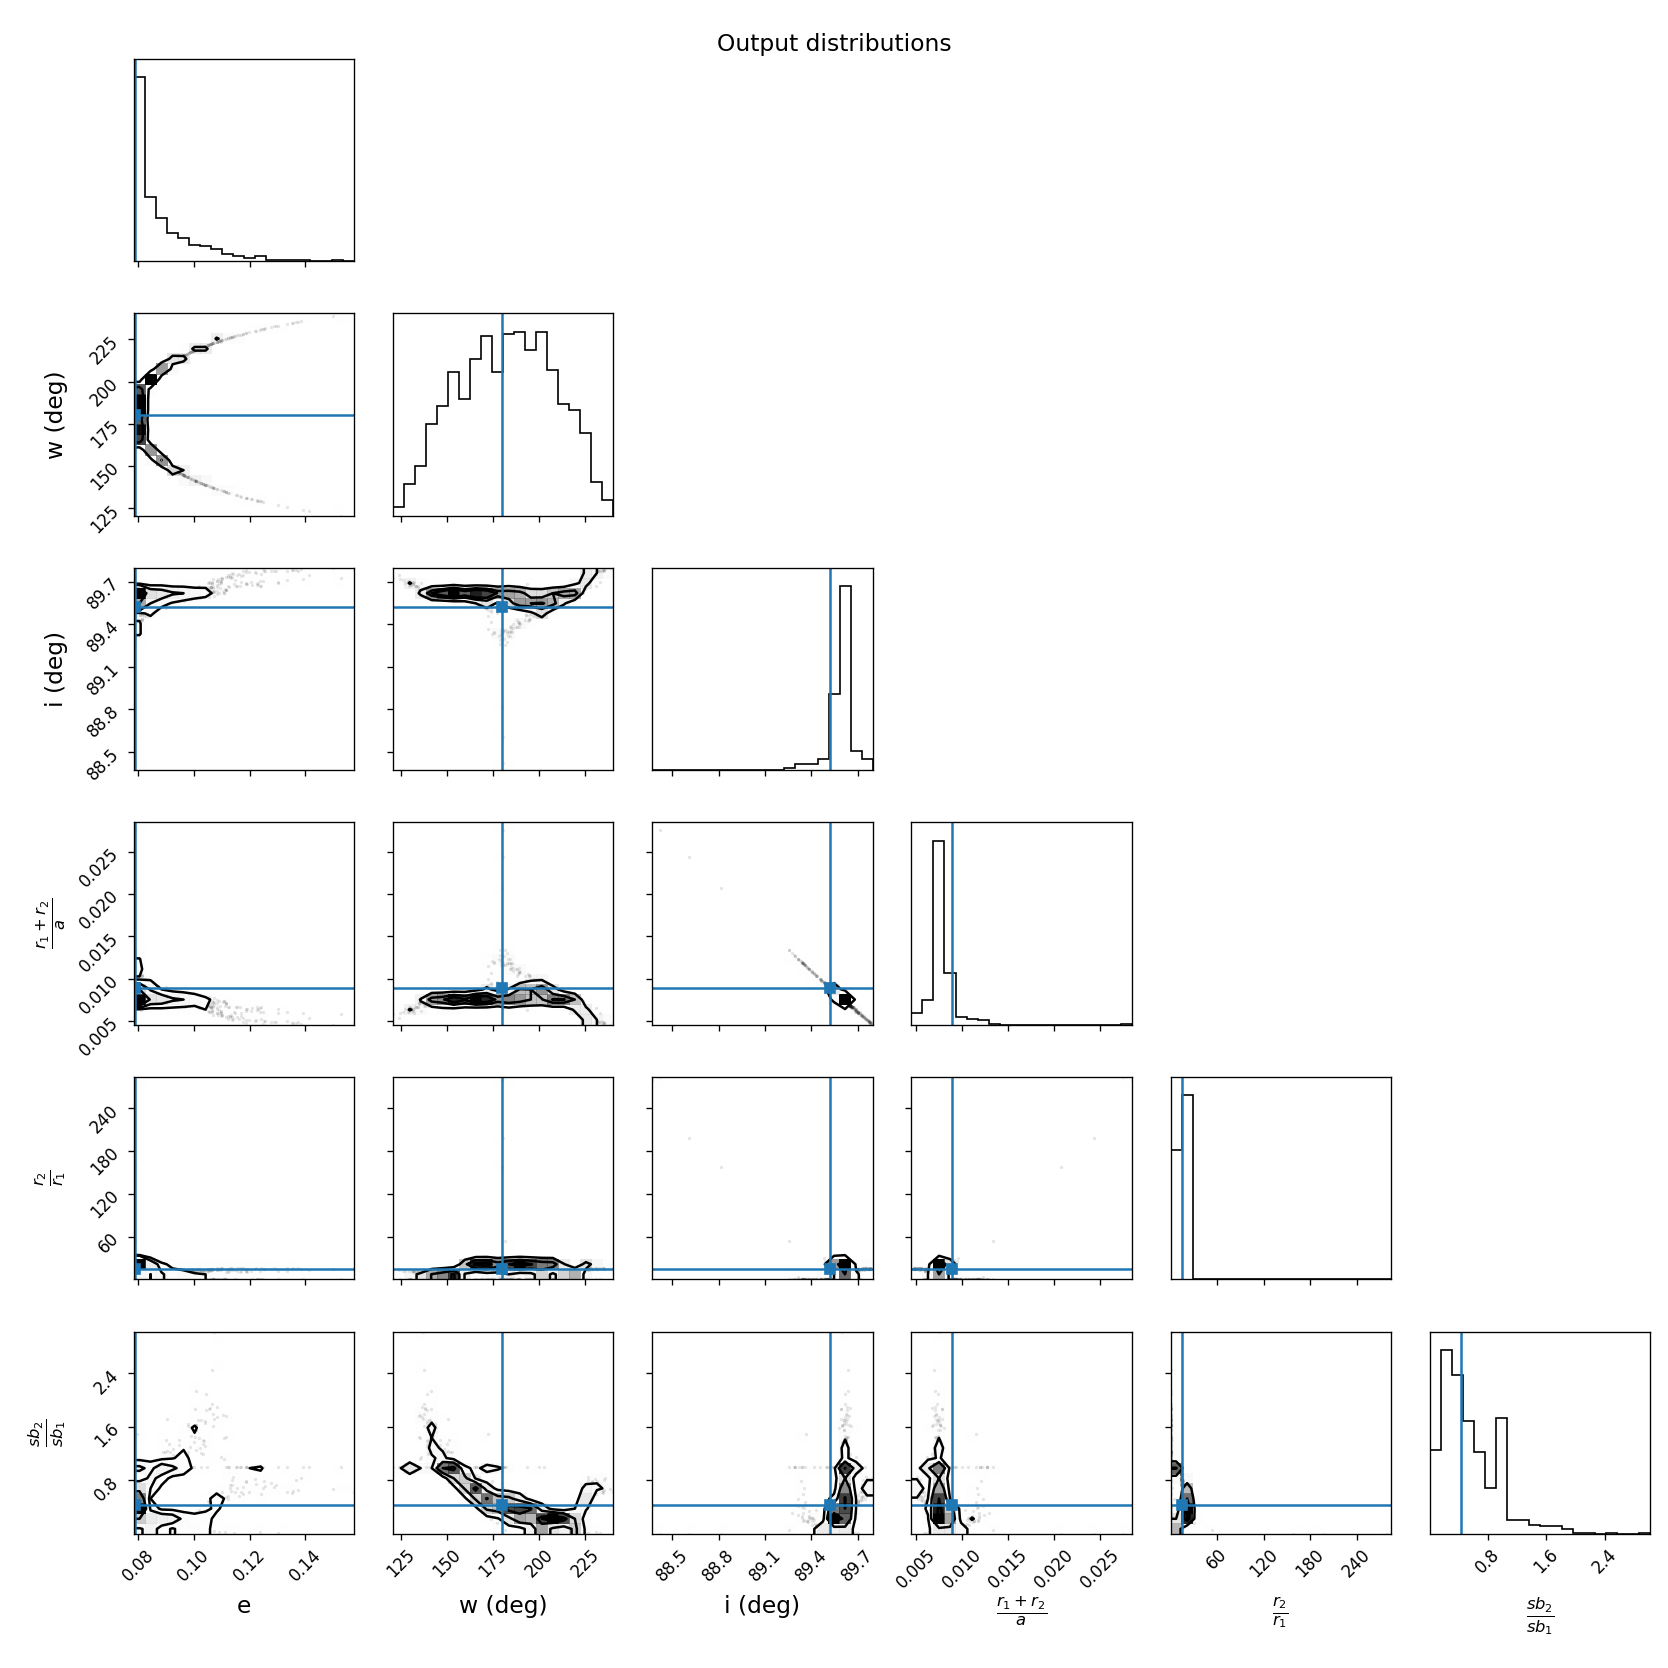 Output distributions
225
200
175
150
125
w (deg)
89.7
89.4
89.1
88.8
88.5
i (deg)
0.025
0.020
0.015
0.010
0.005
r₁ + r₂
a
240
180
120
60
r₂
r₁
2.4
1.6
0.8
sb₂
sb₁
0.08 0.10 0.12 0.14
125 150 175 200 225
88.5 88.8 89.1 89.4 89.7
0.005 0.010 0.015 0.020 0.025
60 120 180 240
0.8 1.6 2.4
e
w (deg)
i (deg)
r₁ + r₂
a
r₂
r₁
sb₂
sb₁